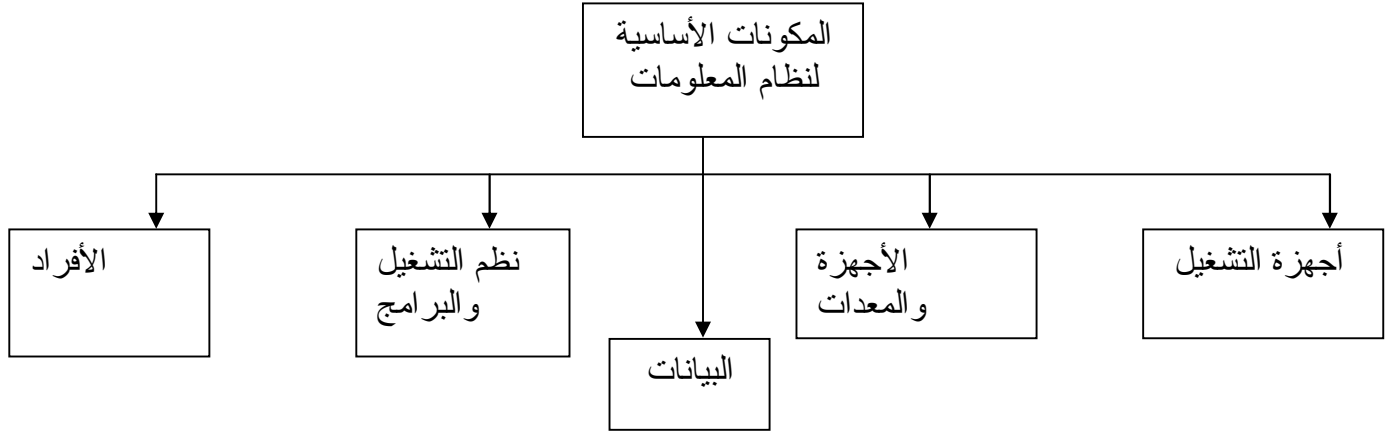 المكونات الأساسية
لنظام المعلومات
أجهزة التشغيل
الأجهزة
والمعدات
البيانات
نظم التشغيل
والبرامج
الأفراد